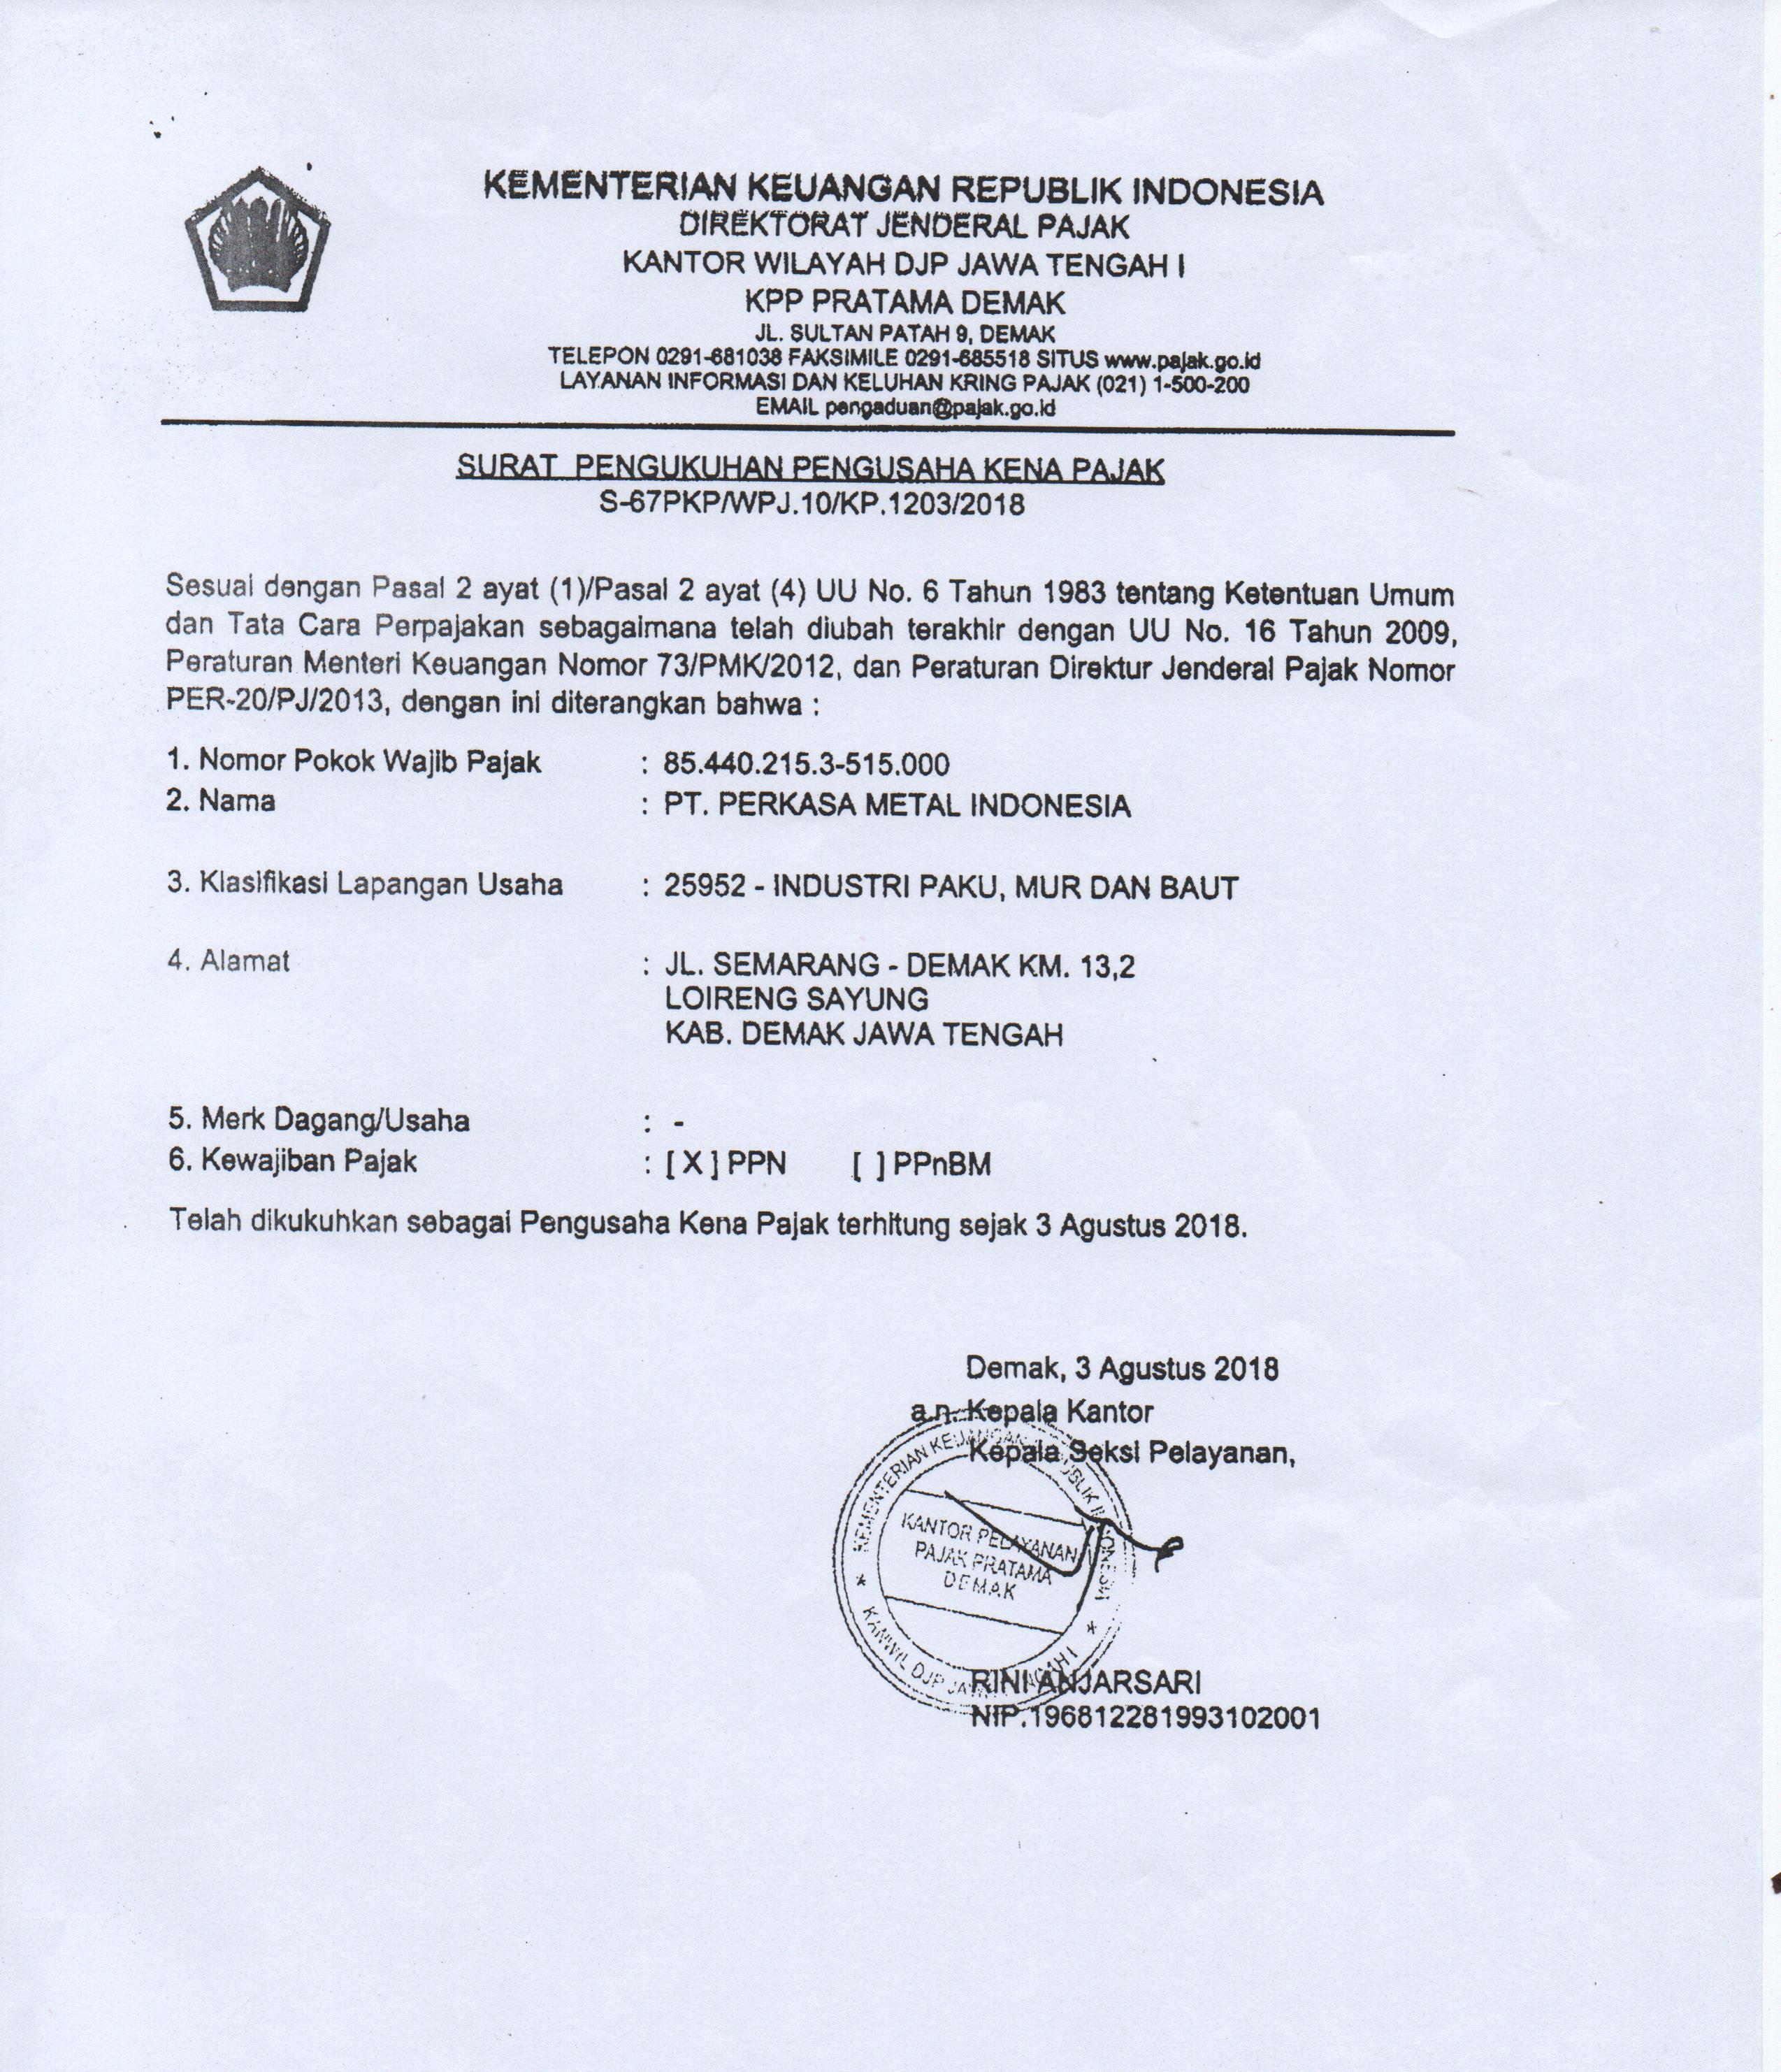 KEMENTERIAN KEUANGAN REPUBLIK INDONESIA
DIREKTORAT JENDERAL PAJAK
KANTOR WILAYAH DJP JAWA TENGAH I
KPP PRATAMA DEMAK
JL. SULTAN PATAH 9, DEMAK
TELEPON 0291-681038 FAKSIMILE 0291-685518 SITUS www.pajak.go.id
LAYANAN INFORMASI DAN KELUHAN KRING PAJAK (021) 1-500-200
EMAIL pengaduan@pajak.go.id
SURAT PENGUKUHAN PENGUSAHA KENA PAJAK
S-67PKP/WPJ.10/KP.1203/2018
Sesuai dengan Pasal 2 ayat (1)/Pasal 2 ayat (4) UU No. 6 Tahun 1983 tentang Ketentuan Umum
dan Tata Cara Perpajakan sebagaimana telah diubah terakhir dengan UU No. 16 Tahun 2009,
Peraturan Menteri Keuangan Nomor 73/PMK/2012, dan Peraturan Direktur Jenderal Pajak Nomor
PER-20/PJ/2013, dengan ini diterangkan bahwa :
1. Nomor Pokok Wajib Pajak : 85.440.215.3-515.000
2. Nama : PT. PERKASA METAL INDONESIA
3. Klasifikasi Lapangan Usaha : 25952 - INDUSTRI PAKU, MUR DAN BAUT
4. Alamat : JL. SEMARANG - DEMAK KM. 13,2
LOIRENG SAYUNG
KAB. DEMAK JAWA TENGAH
5. Merk Dagang/Usaha : -
6. Kewajiban Pajak : [ X ] PPN [ ] PPnBM
Telah dikukuhkan sebagai Pengusaha Kena Pajak terhitung sejak 3 Agustus 2018.
Demak, 3 Agustus 2018
a.n. Kepala Kantor
Kepala Seksi Pelayanan,
KEMENTERIAN KEUANGAN REPUBLIK INDONESIA
KANTOR PELAYANAN
PAJAK PRATAMA
DEMAK
KANWIL DJP JAWA TENGAH I
RINI ANJARSARI
NIP.196812281993102001